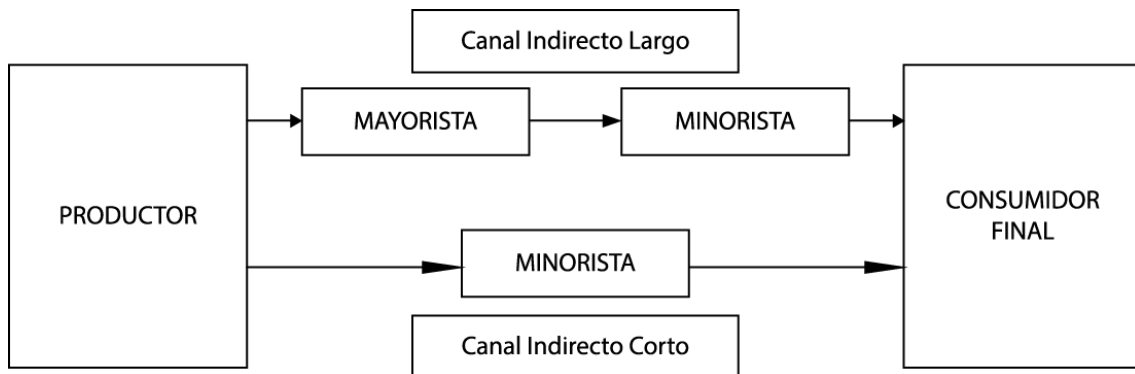 Canal Indirecto Largo
MAYORISTA
MINORISTA
PRODUCTOR
CONSUMIDOR
FINAL
MINORISTA
Canal Indirecto Corto